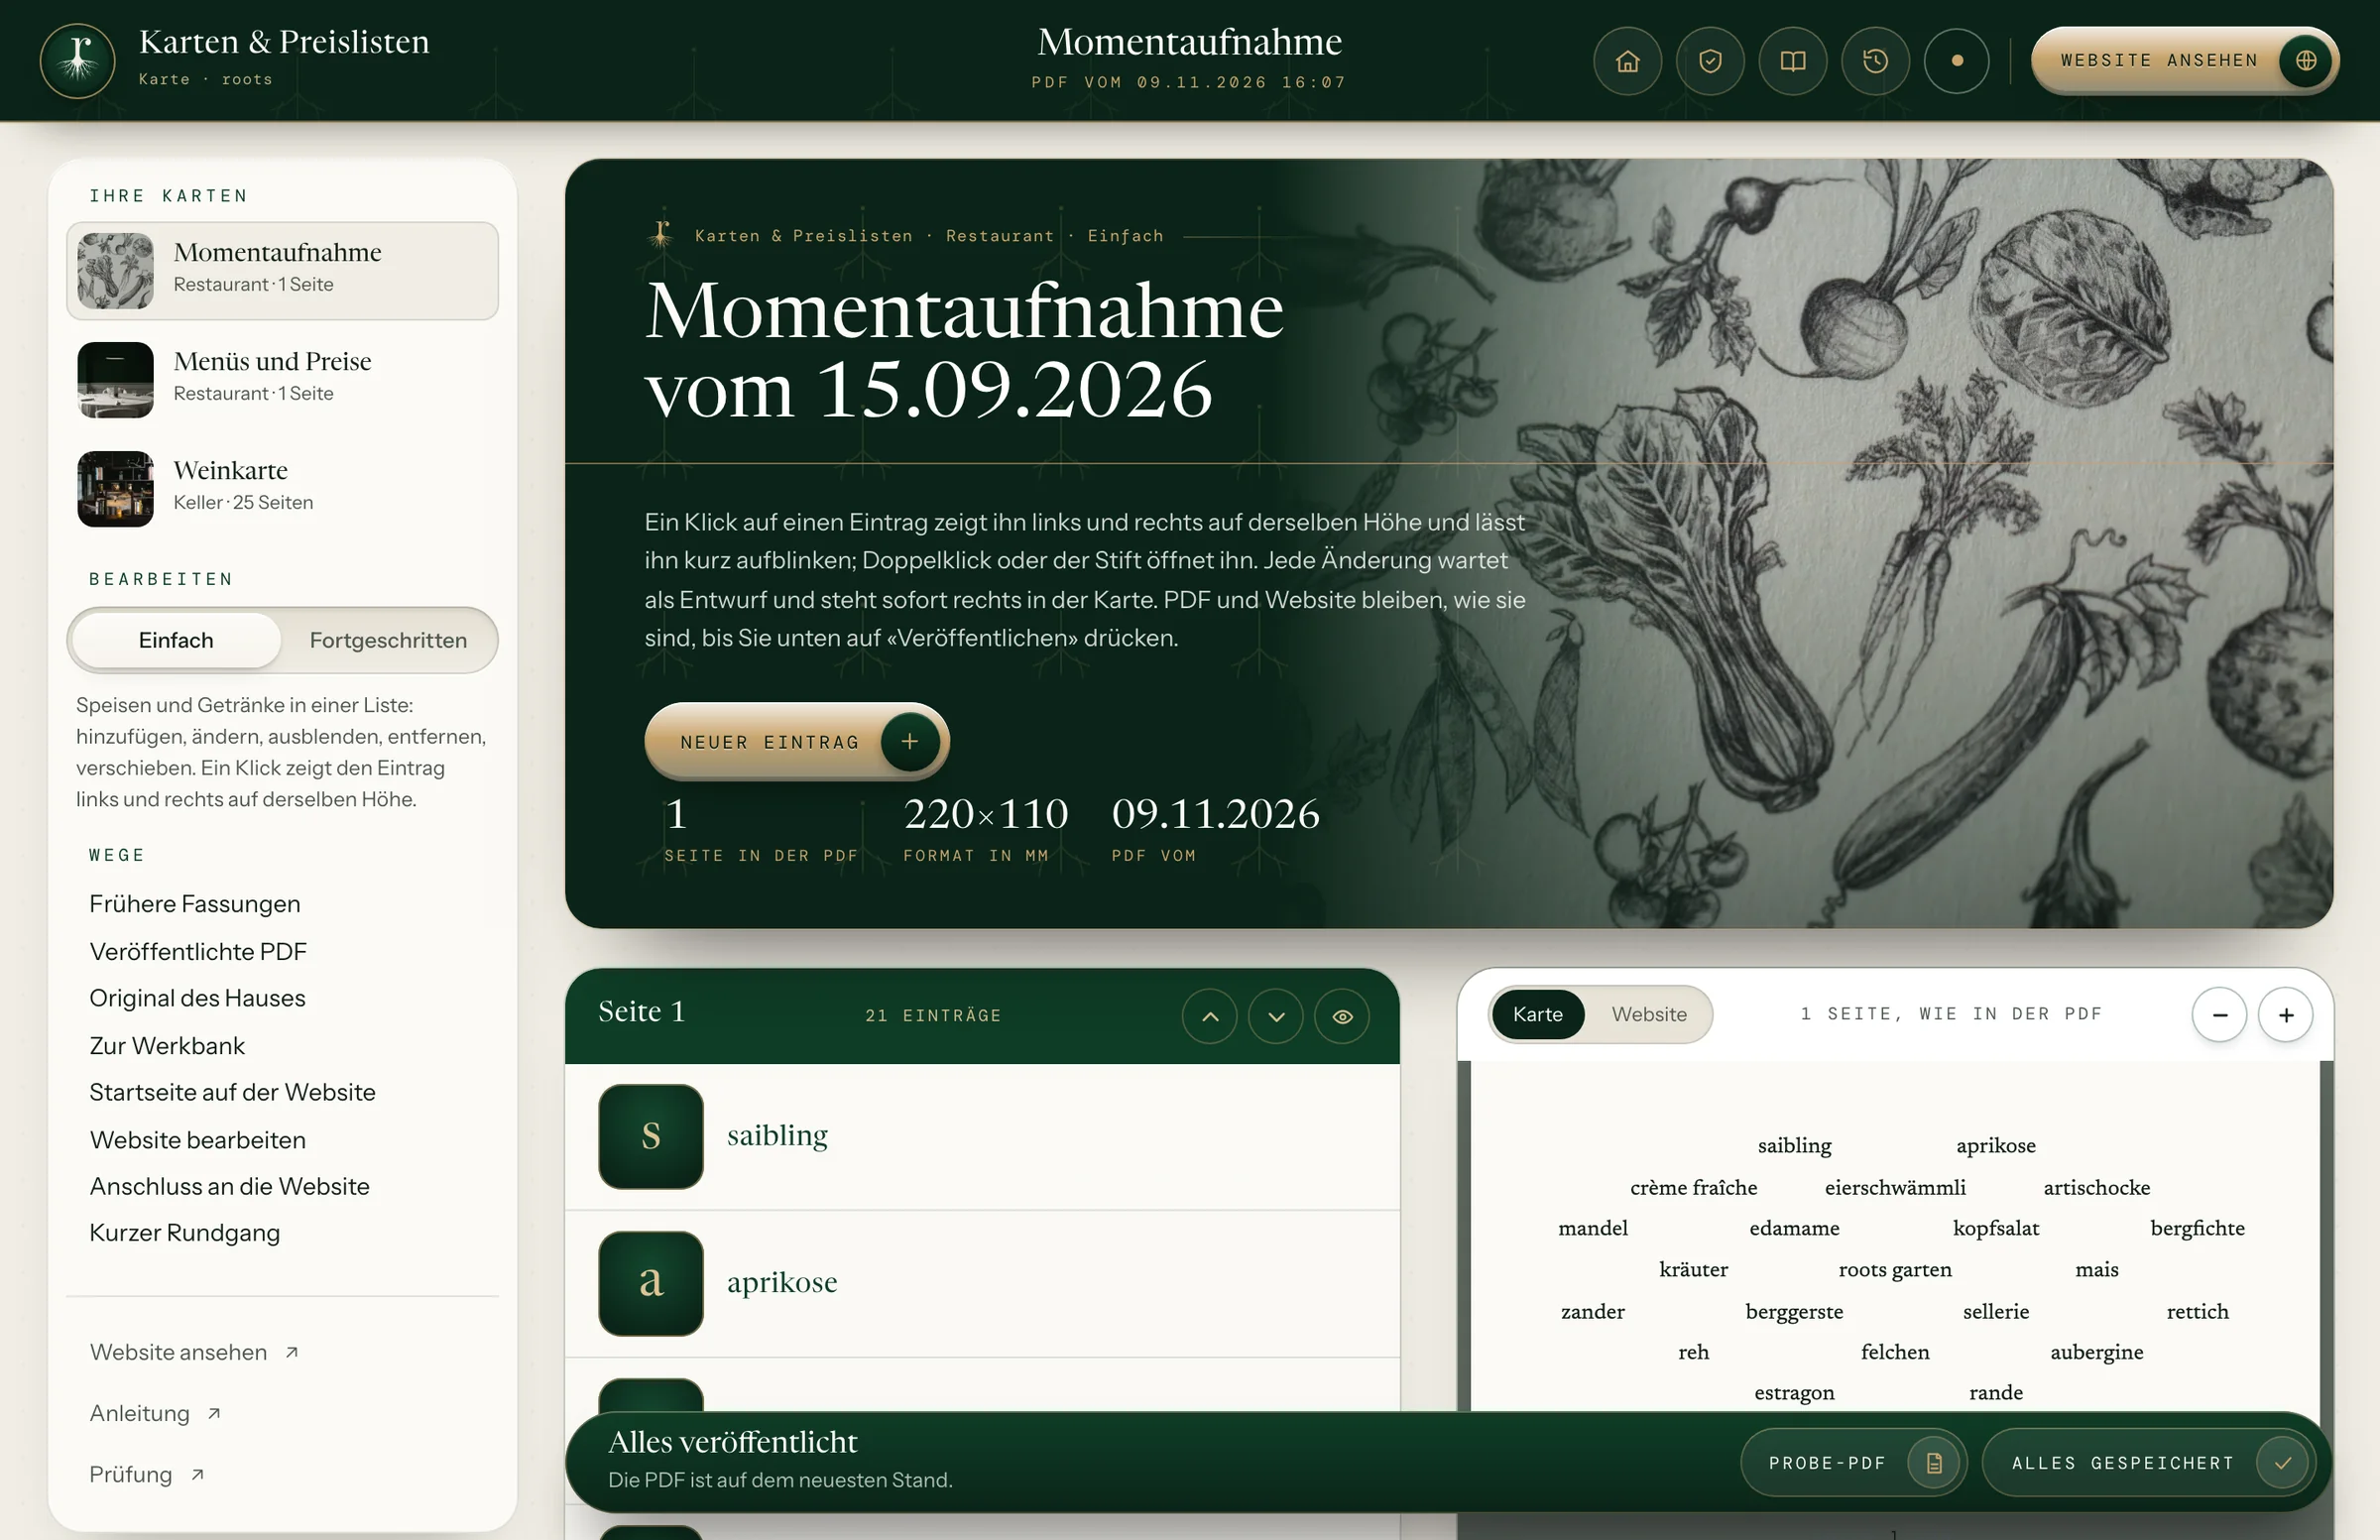 r
Karten & Preislisten
Karte · roots
Momentaufnahme
PDF VOM 09.11.2026 16:07
WEBSITE ANSEHEN
IHRE KARTEN
Momentaufnahme
Restaurant · 1 Seite
Menüs und Preise
Restaurant · 1 Seite
Weinkarte
Keller · 25 Seiten
BEARBEITEN
Einfach
Fortgeschritten
Speisen und Getränke in einer Liste:
hinzufügen, ändern, ausblenden, entfernen,
verschieben. Ein Klick zeigt den Eintrag
links und rechts auf derselben Höhe.
WEGE
Frühere Fassungen
Veröffentlichte PDF
Original des Hauses
Zur Werkbank
Startseite auf der Website
Website bearbeiten
Anschluss an die Website
Kurzer Rundgang
Website ansehen
Anleitung
Prüfung
r
Karten & Preislisten · Restaurant · Einfach
Momentaufnahme
vom 15.09.2026
Ein Klick auf einen Eintrag zeigt ihn links und rechts auf derselben Höhe und lässt
ihn kurz aufblinken; Doppelklick oder der Stift öffnet ihn. Jede Änderung wartet
als Entwurf und steht sofort rechts in der Karte. PDF und Website bleiben, wie sie
sind, bis Sie unten auf «Veröffentlichen» drücken.
NEUER EINTRAG
1
SEITE IN DER PDF
220×110
FORMAT IN MM
09.11.2026
PDF VOM
Seite 1
21 EINTRÄGE
s
saibling
a
aprikose
Karte
Website
1 SEITE, WIE IN DER PDF
saibling aprikose
crème fraîche eierschwämmli artischocke
mandel edamame kopfsalat bergfichte
kräuter roots garten mais
zander berggerste sellerie rettich
reh felchen aubergine
estragon rande
Alles veröffentlicht
Die PDF ist auf dem neuesten Stand.
PROBE-PDF
ALLES GESPEICHERT